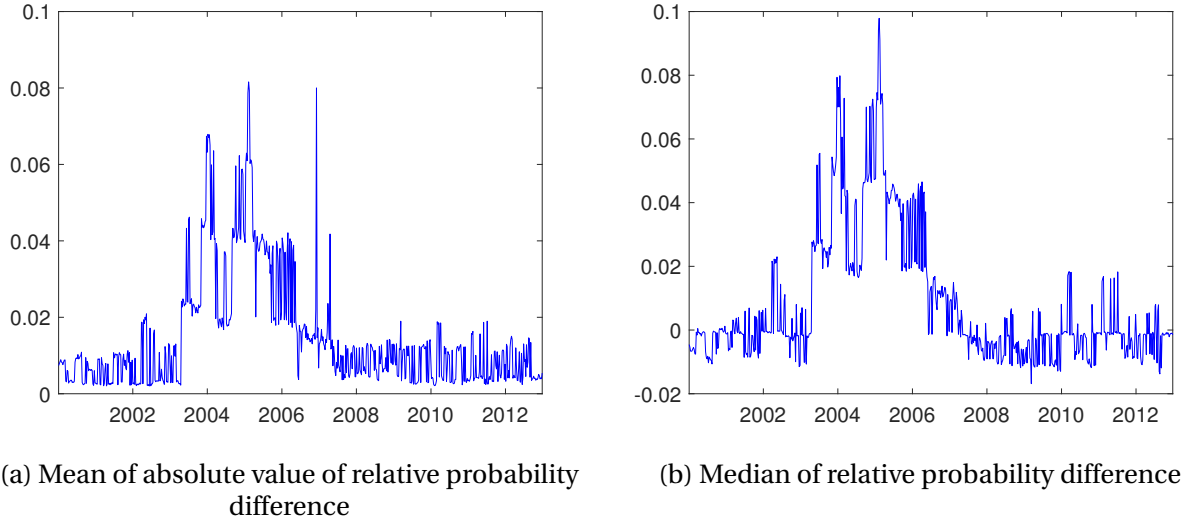 0.1
0.08
0.06
0.04
0.02
0
2002 2004 2006 2008 2010 2012
(a) Mean of absolute value of relative probability
difference
0.1
0.08
0.06
0.04
0.02
0
-0.02
2002 2004 2006 2008 2010 2012
(b) Median of relative probability difference